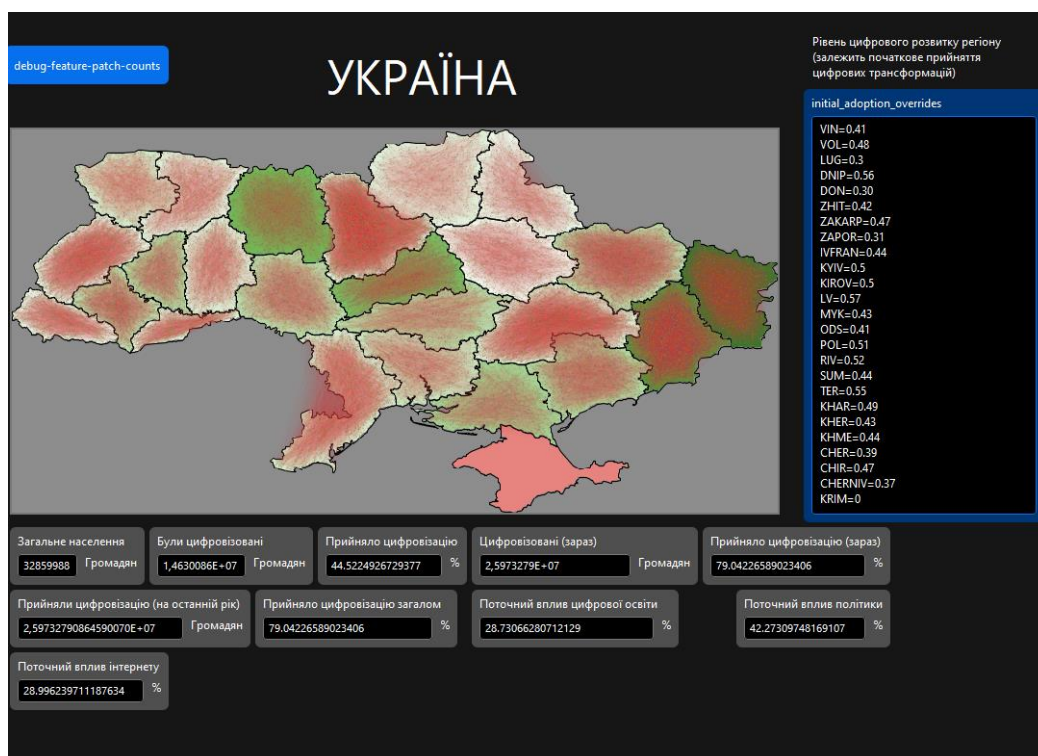 debug-feature-patch-counts
УКРАЇНА
Рівень цифрового розвитку регіону
(залежить початкове прийняття
цифрових трансформацій)
initial_adoption_overrides
VIN=0.41
VOL=0.48
LUG=0.3
DNIP=0.56
DON=0.30
ZHIT=0.42
ZAKARP=0.47
ZAPOR=0.31
IVFRAN=0.44
KYIV=0.5
KIROV=0.5
LV=0.57
MYK=0.43
ODS=0.41
POL=0.51
RIV=0.52
SUM=0.44
TER=0.55
KHAR=0.49
KHER=0.43
KHME=0.44
CHER=0.39
CHIR=0.47
CHERNIV=0.37
KRIM=0
Загальне населення
32859988 Громадян
Були цифровізовані
1,4630086E+07 Громадян
Прийняло цифровізацію
44.5224926729377 %
Цифровізовані (зараз)
2,5973279E+07 Громадян
Прийняло цифровізацію (зараз)
79.04226589023406 %
Прийняли цифровізацію (на останній рік)
2,59732790864590070E+07 Громадян
Прийняло цифровізацію загалом
79.04226589023406 %
Поточний вплив цифрової освіти
28.73066280712129 %
Поточний вплив політики
42.27309748169107 %
Поточний вплив інтернету
28.996239711187634 %